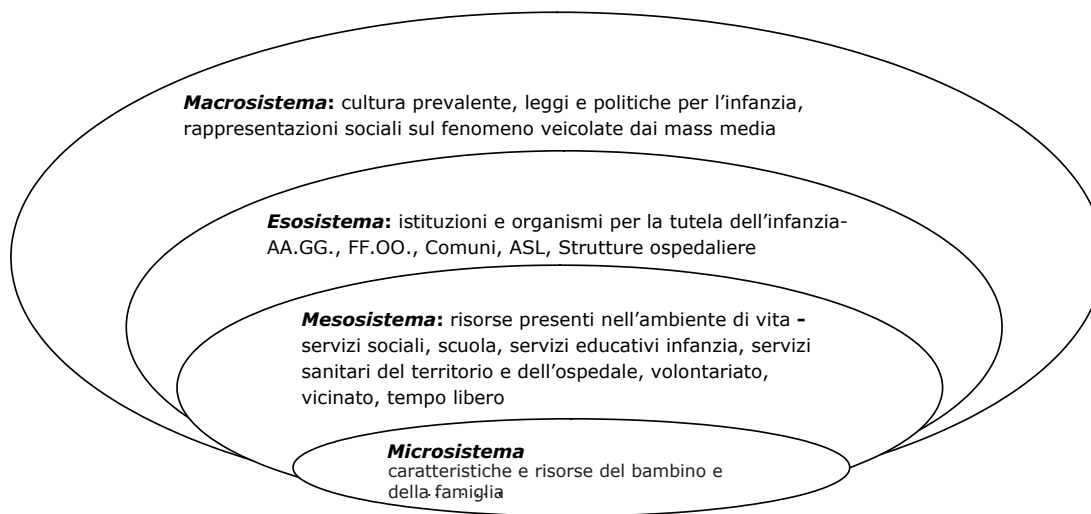 Macrosistema: cultura prevalente, leggi e politiche per l’infanzia,
rappresentazioni sociali sul fenomeno veicolate dai mass media
Esosistema: istituzioni e organismi per la tutela dell’infanzia-
AA.GG., FF.OO., Comuni, ASL, Strutture ospedaliere
Mesosistema: risorse presenti nell’ambiente di vita -
servizi sociali, scuola, servizi educativi infanzia, servizi
sanitari del territorio e dell’ospedale, volontariato,
vicinato, tempo libero
Microsistema
caratteristiche e risorse del bambino e
della famiglia